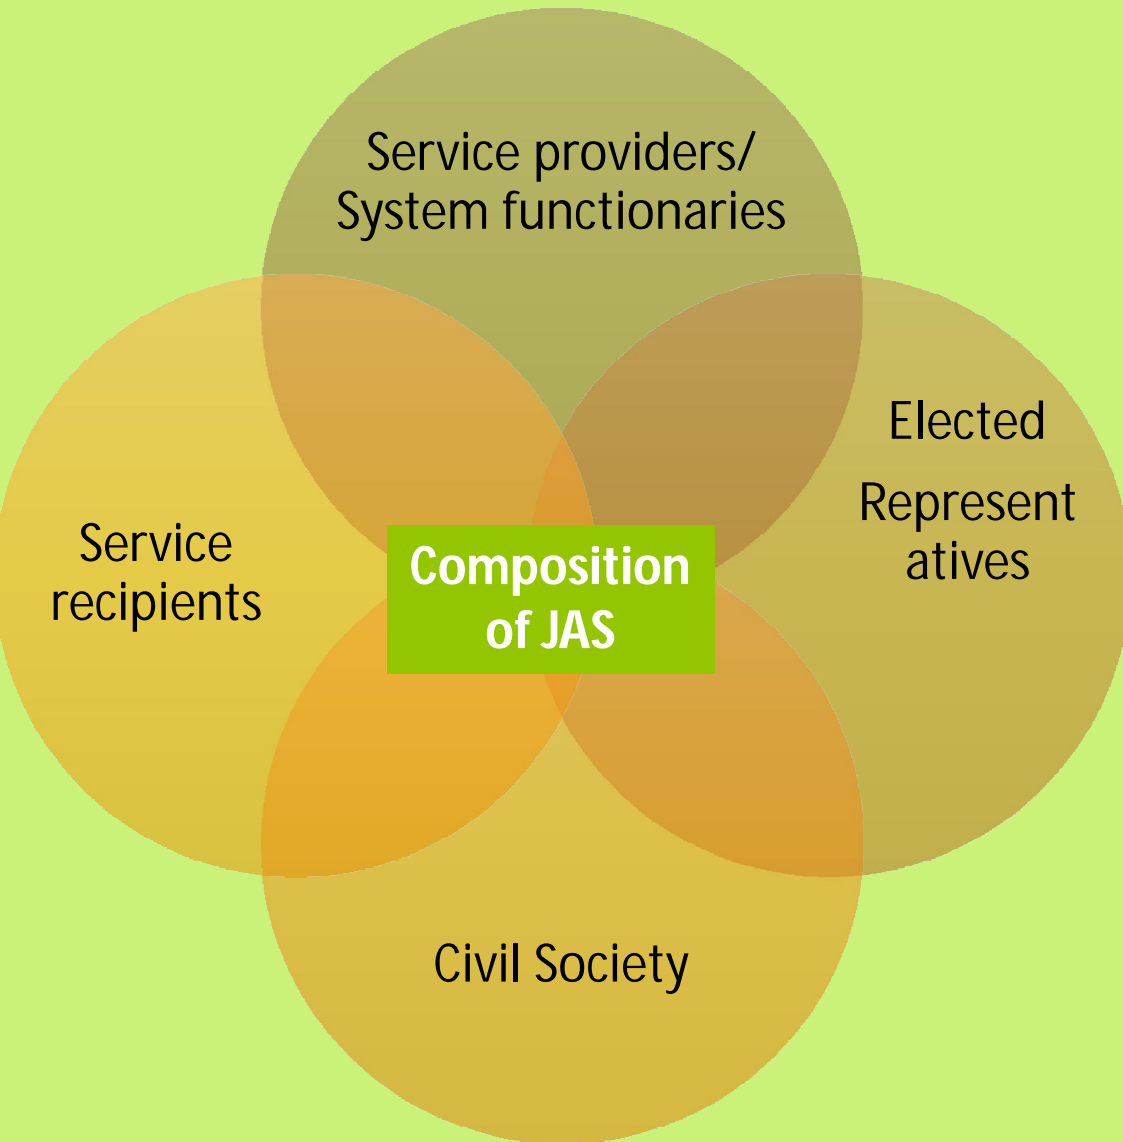 Service providers/
System functionaries
Elected
Represent
atives
Service
recipients
Composition
of JAS
Civil Society